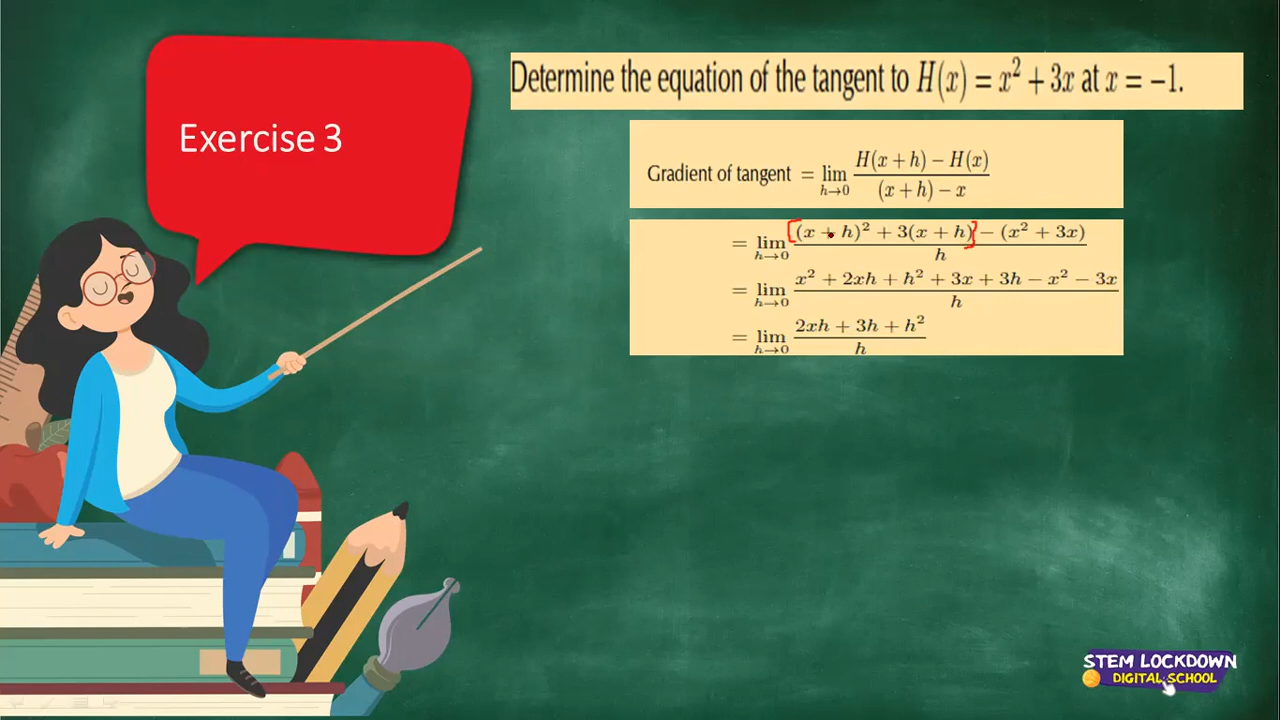 Exercise 3
Determine the equation of the tangent to H(x) = x² + 3x at x = −1.
Gradient of tangent = lim h→0 H(x + h) − H(x) / (x + h) − x
= lim h→0 [(x + h)² + 3(x + h)] − (x² + 3x) / h
= lim h→0 x² + 2xh + h² + 3x + 3h − x² − 3x / h
= lim h→0 2xh + 3h + h² / h
STEM LOCKDOWN
DIGITAL SCHOOL